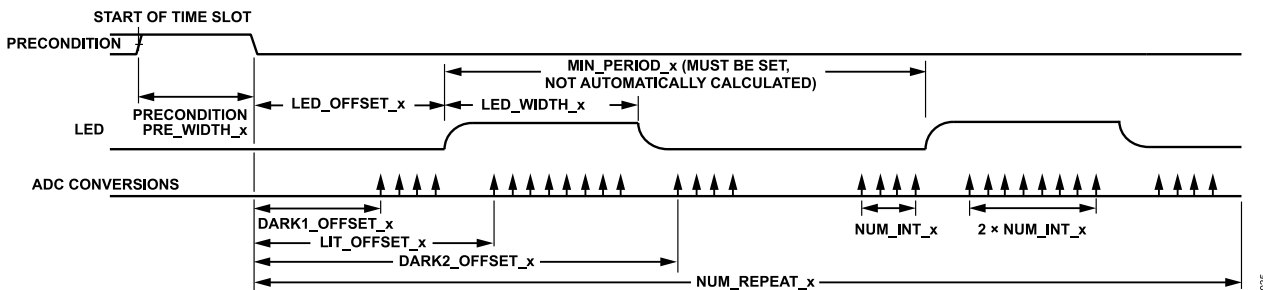 START OF TIME SLOT
PRECONDITION
MIN_PERIOD_x (MUST BE SET,
NOT AUTOMATICALLY CALCULATED)
LED_OFFSET_x
LED_WIDTH_x
PRECONDITION
PRE_WIDTH_x
LED
ADC CONVERSIONS
DARK1_OFFSET_x
NUM_INT_x
2 × NUM_INT_x
LIT_OFFSET_x
DARK2_OFFSET_x
NUM_REPEAT_x